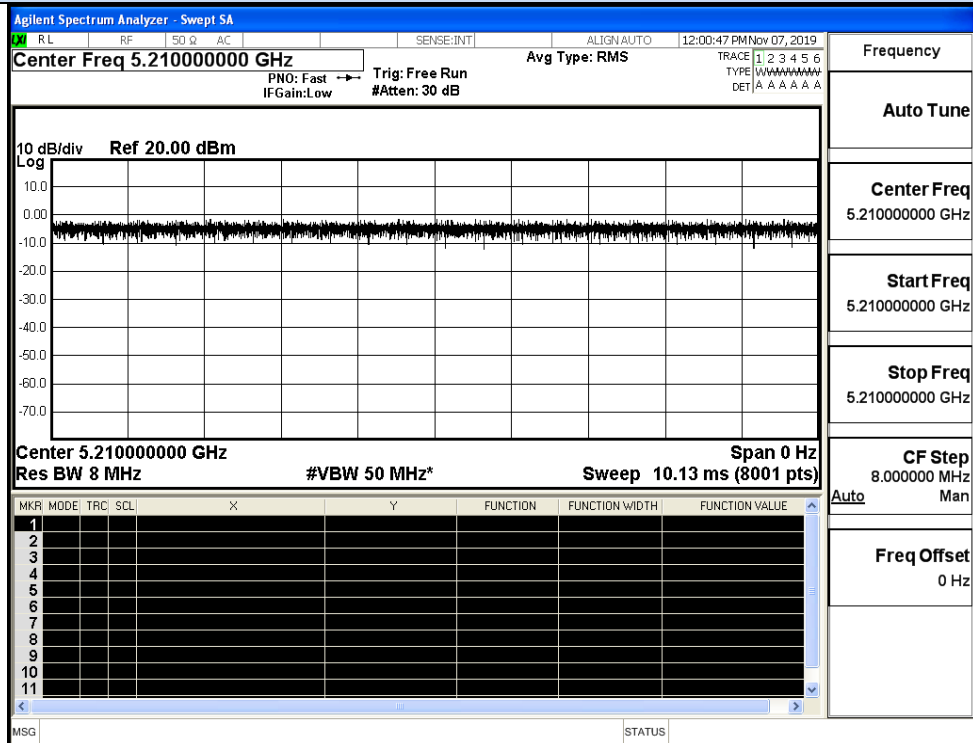 Agilent Spectrum Analyzer - Swept SA
LXI RL RF 50 Ω AC SENSE:INT ALIGN AUTO 12:00:47 PM Nov 07, 2019
Center Freq 5.210000000 GHz
PNO: Fast
IFGain:Low
Trig: Free Run
#Atten: 30 dB
Avg Type: RMS
TRACE 1 2 3 4 5 6
TYPE WWWWWW
DET A A A A A A
10 dB/div Ref 20.00 dBm
Log
10.0
0.00
-10.0
-20.0
-30.0
-40.0
-50.0
-60.0
-70.0
Center 5.210000000 GHz Span 0 Hz
Res BW 8 MHz #VBW 50 MHz* Sweep 10.13 ms (8001 pts)
MKR MODE TRC SCL X Y FUNCTION FUNCTION WIDTH FUNCTION VALUE
1
2
3
4
5
6
7
8
9
10
11
MSG STATUS
Frequency
Auto Tune
Center Freq
5.210000000 GHz
Start Freq
5.210000000 GHz
Stop Freq
5.210000000 GHz
CF Step
8.000000 MHz
Auto Man
Freq Offset
0 Hz